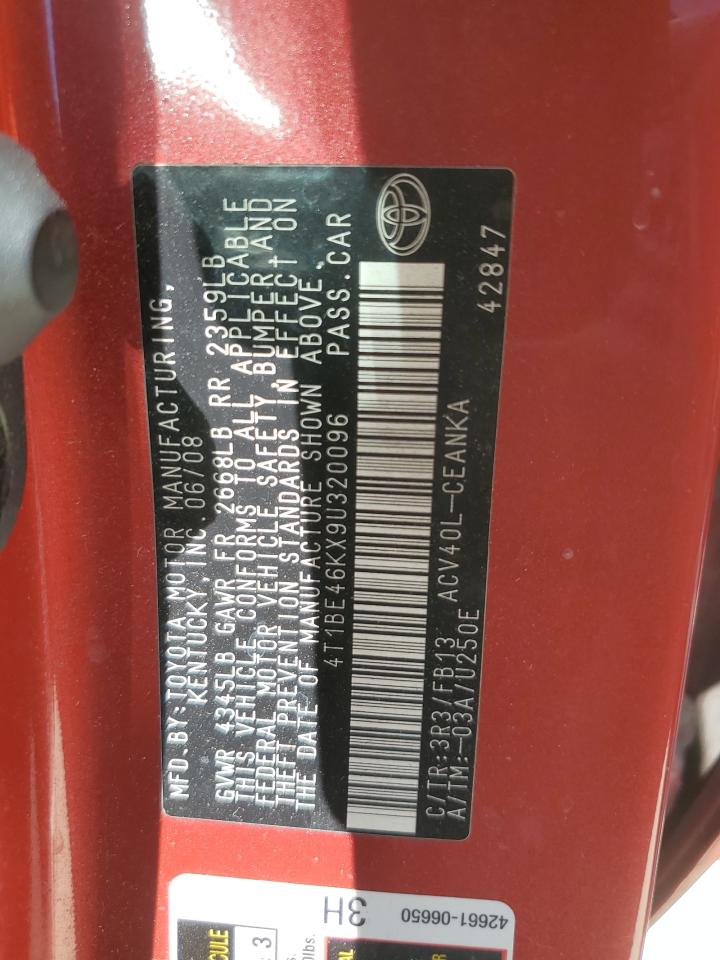 MFD.BY:TOYOTA MOTOR MANUFACTURING,
KENTUCKY,INC. 06/08
GVWR 4345LB GAWR FR 2668LB RR 2359LB
THIS VEHICLE CONFORMS TO ALL APPLICABLE
FEDERAL MOTOR VEHICLE SAFETY, BUMPER, AND
THEFT PREVENTION STANDARDS IN EFFECT ON
THE DATE OF MANUFACTURE SHOWN ABOVE.
4T1BE46KX9U320096 PASS.CAR
C/TR:3R3/FB13 ACV40L-CEANKA
A/TM:-03A/U250E 42847
3H
42661-06650
3